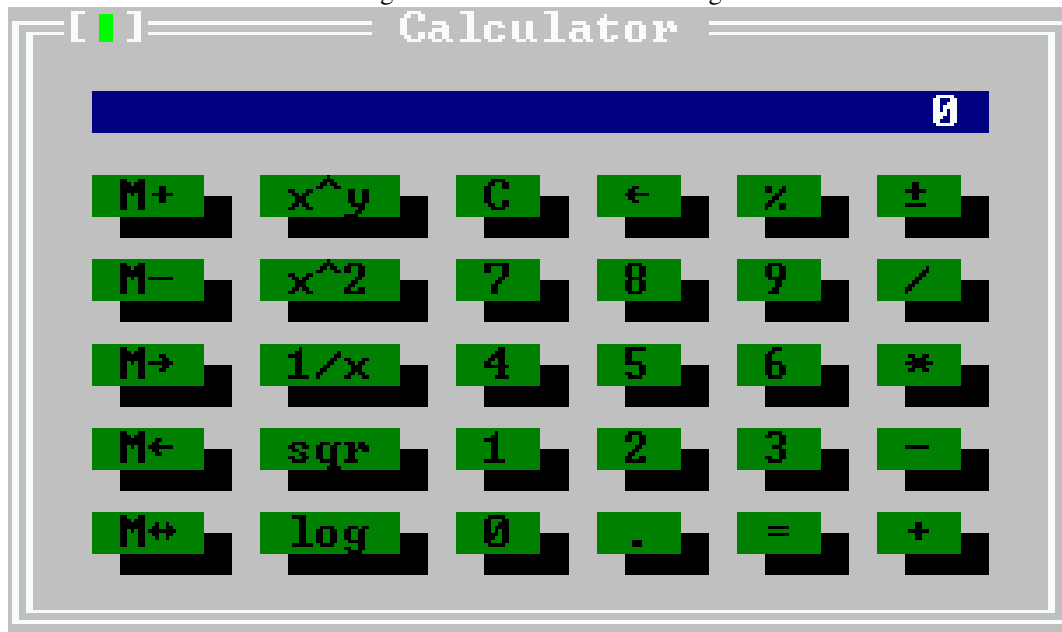 [▮] Calculator
0
M+ x^y C ← % ±
M- x^2 7 8 9 /
M→ 1/x 4 5 6 *
M← sqr 1 2 3 -
M↔ log 0 . = +